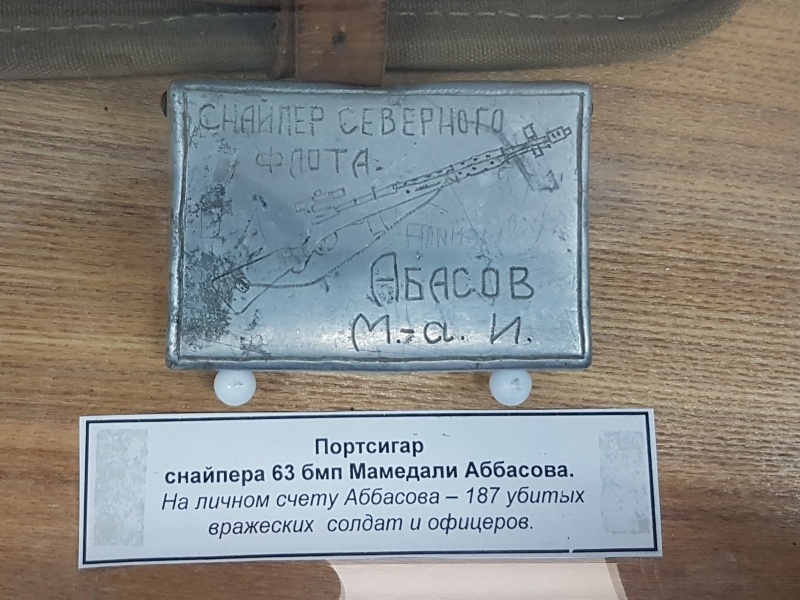 СНАЙПЕР СЕВЕРНОГО
ФЛОТА.
АБАСОВ
М.-а. И.
Портсигар
снайпера 63 бмп Мамедали Аббасова.
На личном счету Аббасова – 187 убитых
вражеских солдат и офицеров.